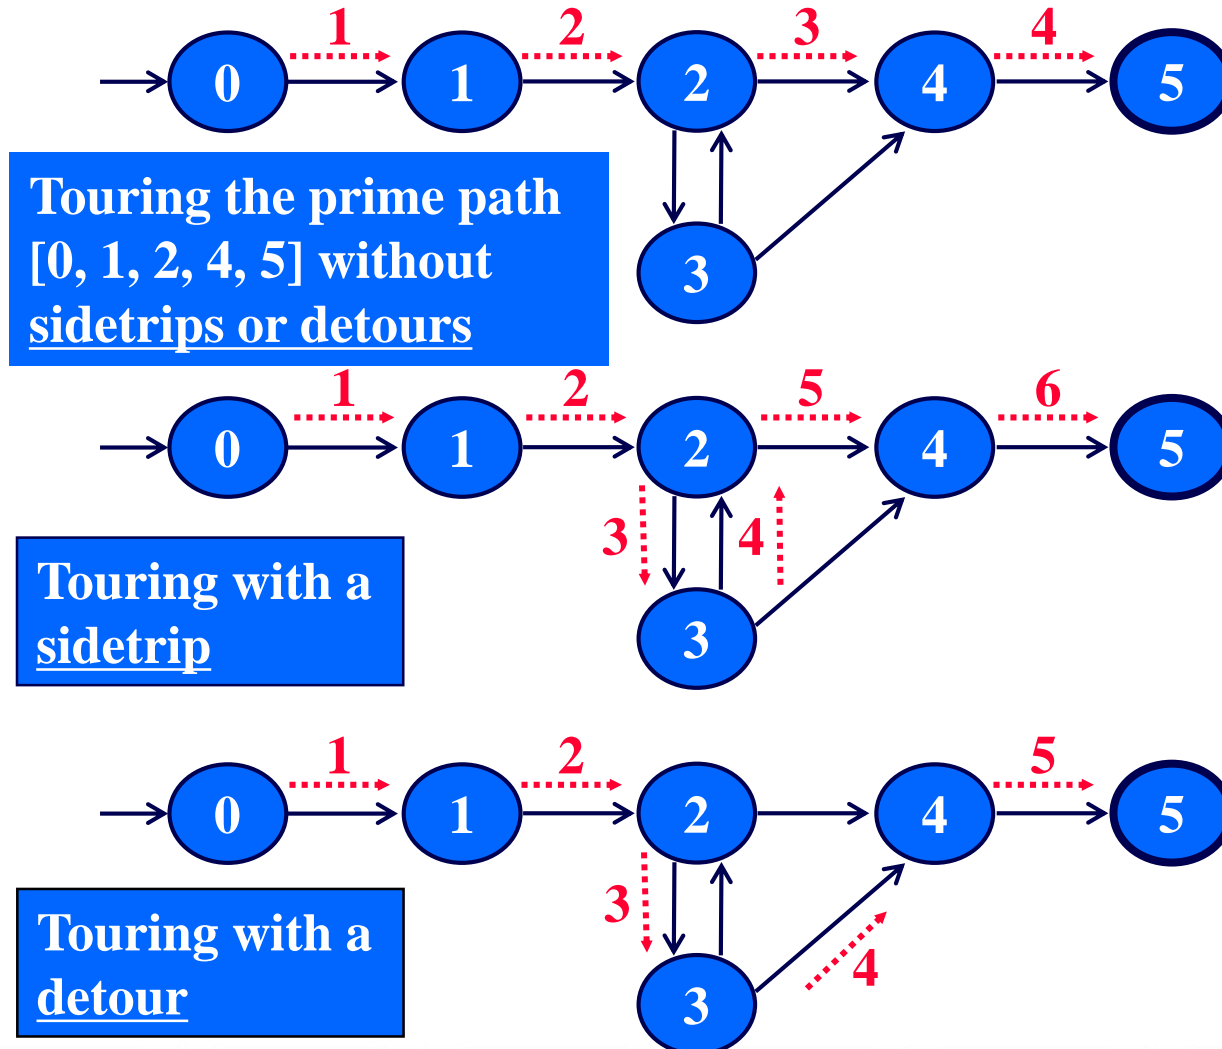 1 2 3 4
0 1 2 4 5
Touring the prime path
[0, 1, 2, 4, 5] without
sidetrips or detours
3
1 2 5 6
0 1 2 4 5
3 4
Touring with a
sidetrip
3
1 2 5
0 1 2 4 5
3
Touring with a
detour
4
3